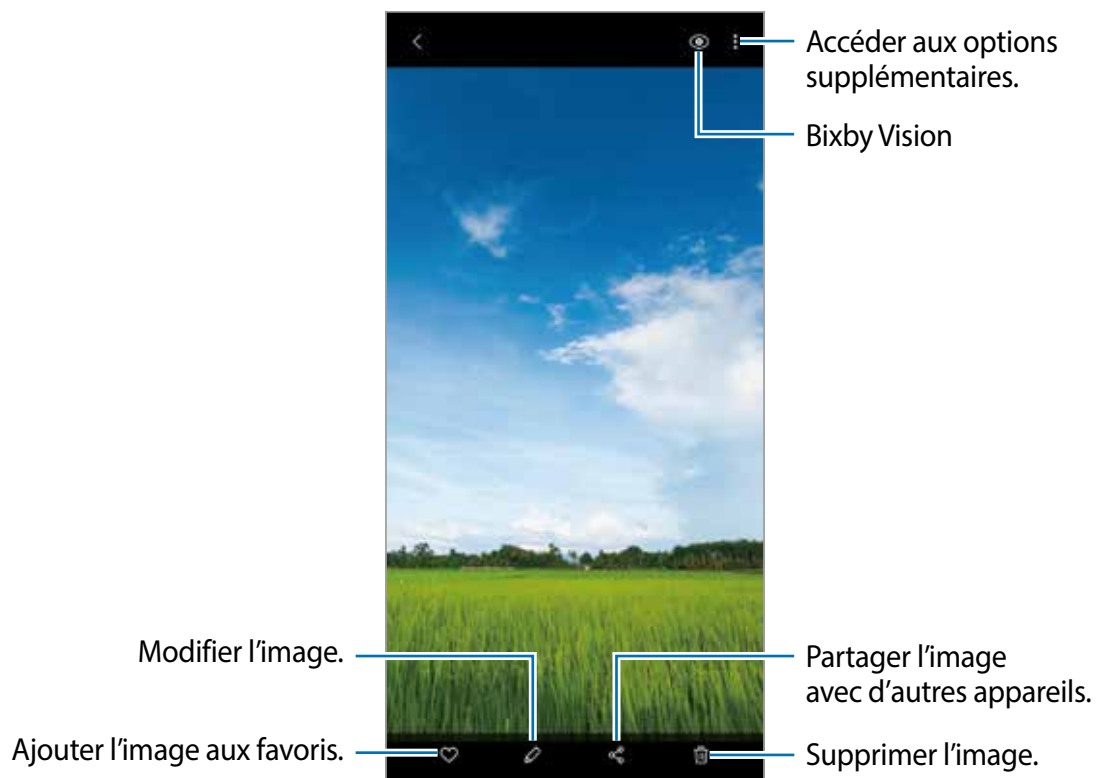 Accéder aux options
supplémentaires.
Bixby Vision
Modifier l’image.
Partager l’image
avec d’autres appareils.
Ajouter l’image aux favoris.
Supprimer l’image.